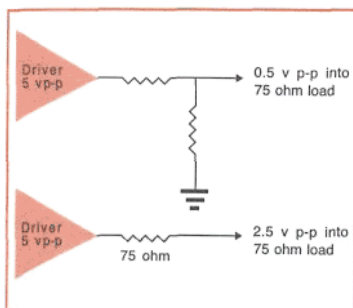 Driver
5 vp-p
0.5 v p-p into
75 ohm load
Driver
5 vp-p
75 ohm
2.5 v p-p into
75 ohm load